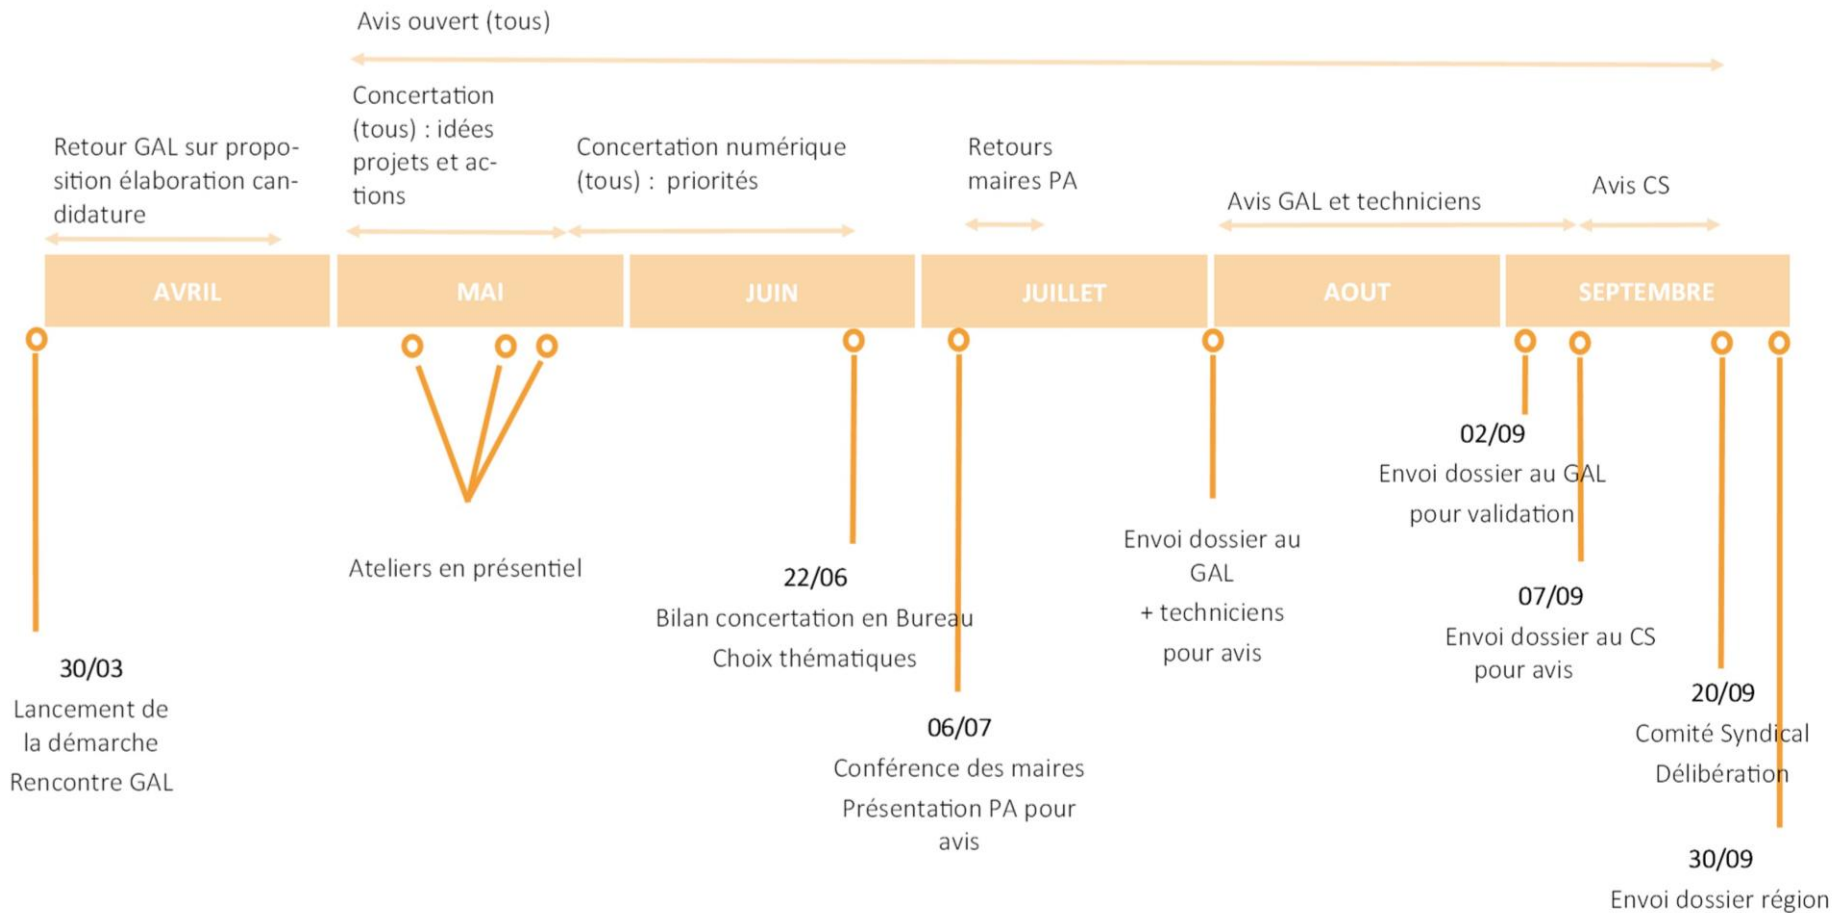 Avis ouvert (tous)
Concertation
(tous) : idées
projets et ac-
tions
Retour GAL sur propo-
sition élaboration can-
didature
Concertation numérique
(tous) : priorités
Retours
maires PA
Avis GAL et techniciens
Avis CS
AVRIL
MAI
JUIN
JUILLET
AOUT
SEPTEMBRE
30/03
Lancement de
la démarche
Rencontre GAL
Ateliers en présentiel
22/06
Bilan concertation en Bureau
Choix thématiques
06/07
Conférence des maires
Présentation PA pour
avis
Envoi dossier au
GAL
+ techniciens
pour avis
02/09
Envoi dossier au GAL
pour validation
07/09
Envoi dossier au CS
pour avis
20/09
Comité Syndical
Délibération
30/09
Envoi dossier région